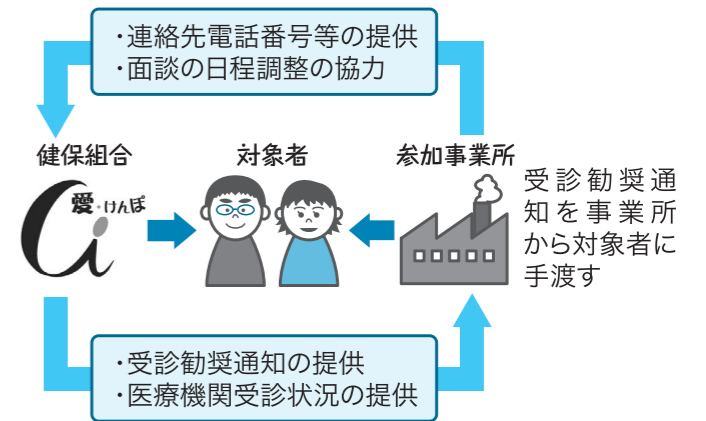 ・連絡先電話番号等の提供
・面談の日程調整の協力
健保組合
対象者
参加事業所
愛・けんぽ
受診勧奨通
知を事業所
から対象者に
手渡す
・受診勧奨通知の提供
・医療機関受診状況の提供